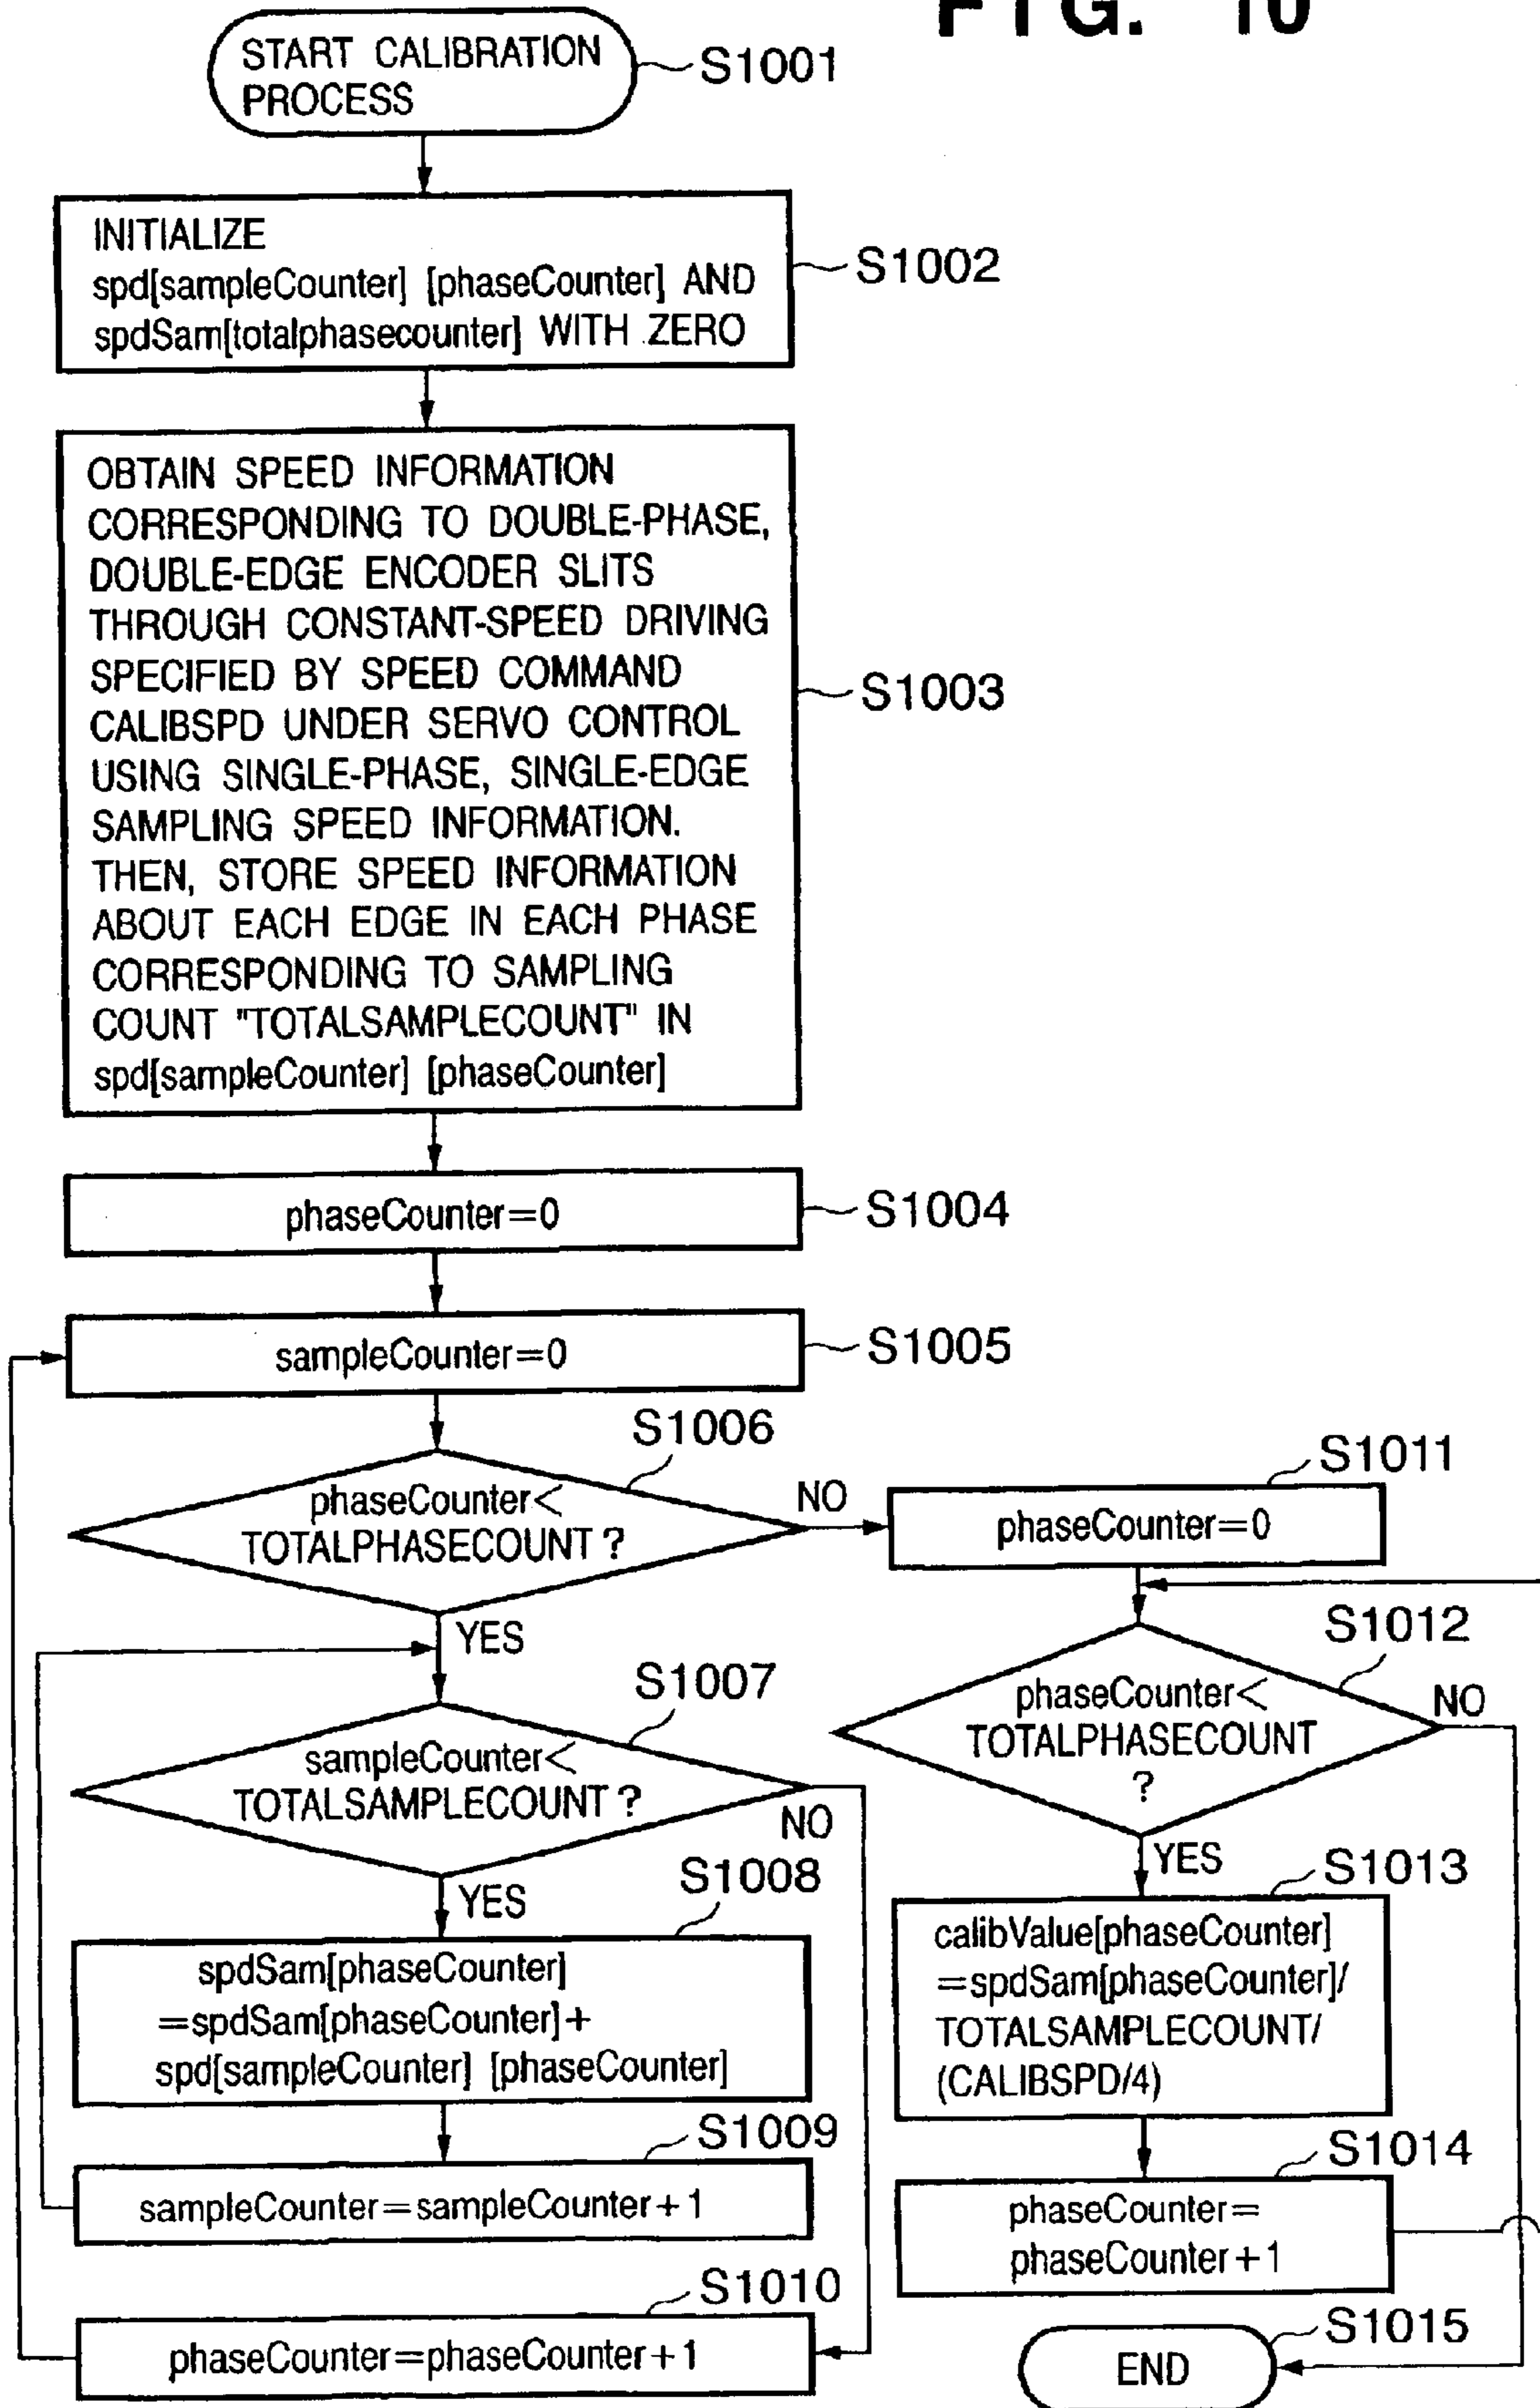 FIG. 10
START CALIBRATION
PROCESS
S1001
INITIALIZE
spd[sampleCounter] [phaseCounter] AND
spdSam[totalphasecounter] WITH ZERO
S1002
OBTAIN SPEED INFORMATION
CORRESPONDING TO DOUBLE-PHASE,
DOUBLE-EDGE ENCODER SLITS
THROUGH CONSTANT-SPEED DRIVING
SPECIFIED BY SPEED COMMAND
CALIBSPD UNDER SERVO CONTROL
USING SINGLE-PHASE, SINGLE-EDGE
SAMPLING SPEED INFORMATION.
THEN, STORE SPEED INFORMATION
ABOUT EACH EDGE IN EACH PHASE
CORRESPONDING TO SAMPLING
COUNT "TOTALSAMPLECOUNT" IN
spd[sampleCounter] [phaseCounter]
S1003
phaseCounter=0
S1004
sampleCounter=0
S1005
S1006
phaseCounter<
TOTALPHASECOUNT ?
NO
YES
S1007
sampleCounter<
TOTALSAMPLECOUNT ?
NO
YES
S1008
spdSam[phaseCounter]
=spdSam[phaseCounter]+
spd[sampleCounter] [phaseCounter]
S1009
sampleCounter=sampleCounter+1
S1010
phaseCounter=phaseCounter+1
S1011
phaseCounter=0
S1012
phaseCounter<
TOTALPHASECOUNT
?
NO
YES
S1013
calibValue[phaseCounter]
=spdSam[phaseCounter]/
TOTALSAMPLECOUNT/
(CALIBSPD/4)
S1014
phaseCounter=
phaseCounter+1
S1015
END